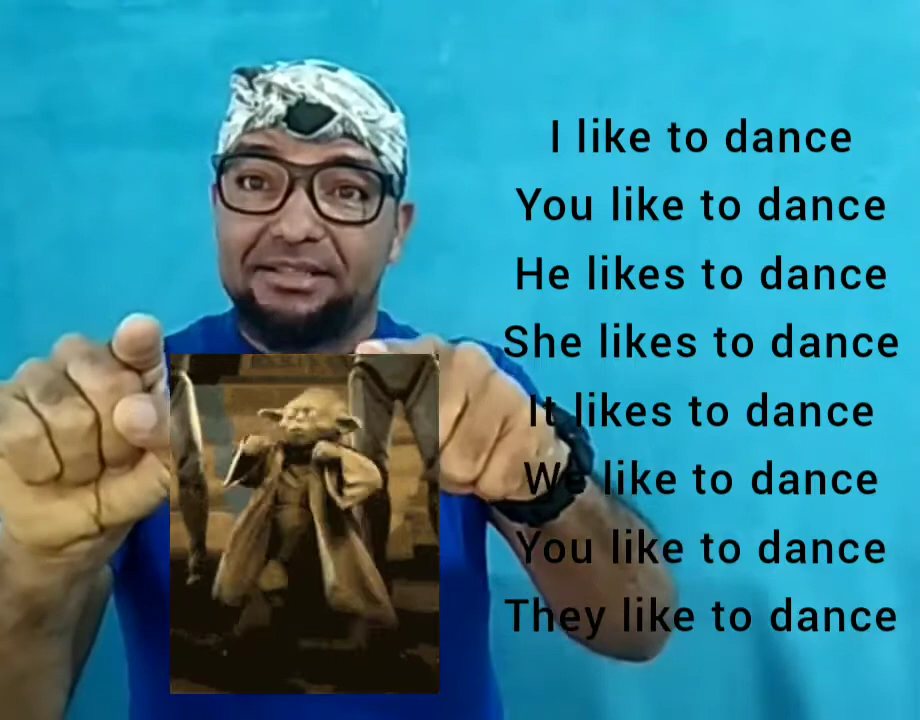 I like to dance
You like to dance
He likes to dance
She likes to dance
It likes to dance
We like to dance
You like to dance
They like to dance